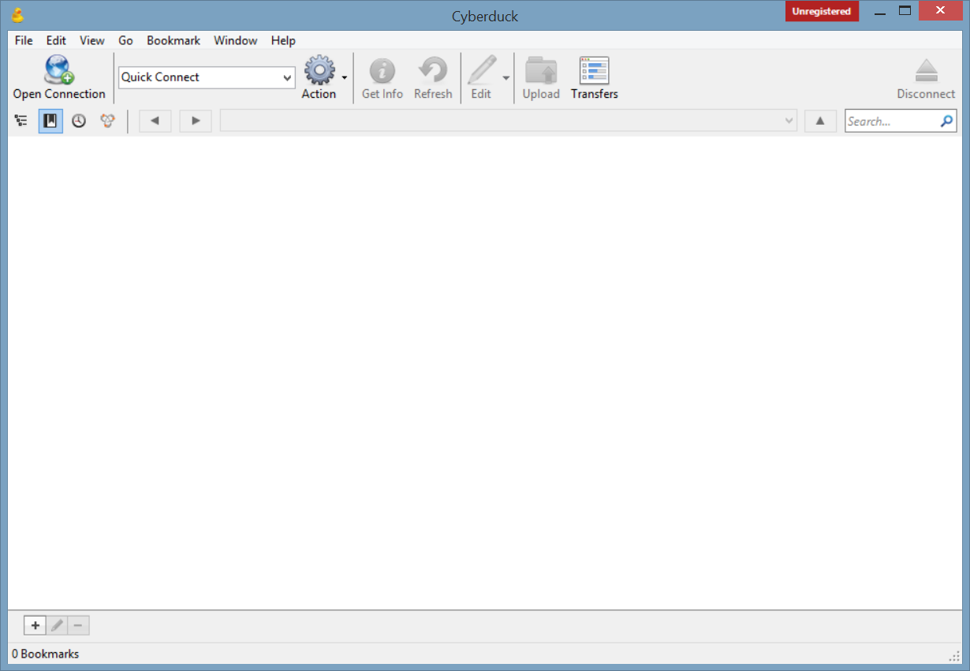 Cyberduck
Unregistered
File Edit View Go Bookmark Window Help
Open Connection
Quick Connect
Action
Get Info
Refresh
Edit
Upload
Transfers
Disconnect
Search...
0 Bookmarks